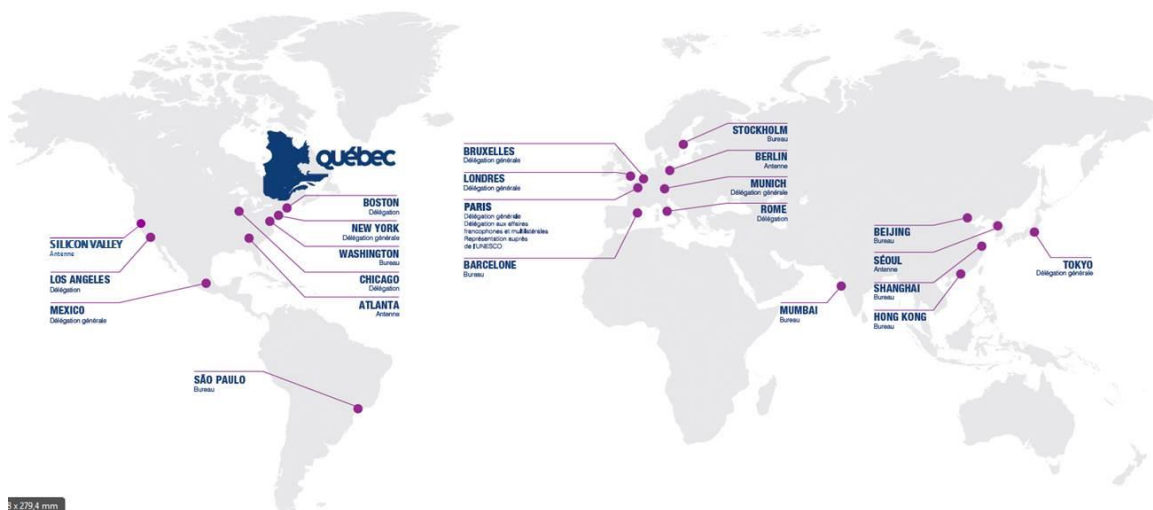 québec
BOSTON
Délégation
NEW YORK
Délégation générale
WASHINGTON
Bureau
CHICAGO
Délégation
ATLANTA
Antenne
SILICON VALLEY
Antenne
LOS ANGELES
Délégation
MEXICO
Délégation générale
SÃO PAULO
Bureau
BRUXELLES
Délégation générale
LONDRES
Délégation générale
PARIS
Délégation générale
Délégation aux affaires
francophones et multilatérales
Représentation auprès
de l'UNESCO
BARCELONE
Bureau
STOCKHOLM
Bureau
BERLIN
Antenne
MUNICH
Délégation générale
ROME
Délégation
MUMBAI
Bureau
BEIJING
Bureau
SÉOUL
Antenne
SHANGHAI
Bureau
HONG KONG
Bureau
TOKYO
Délégation générale
x 279,4 mm